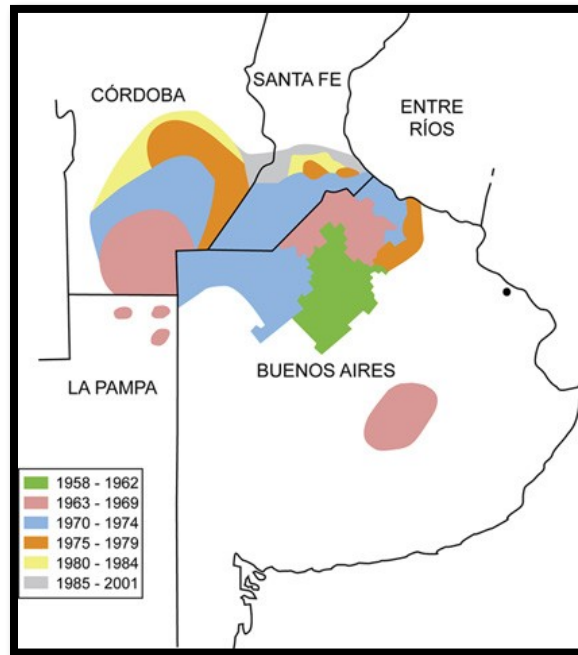 SANTA FE
CÓRDOBA
ENTRE
RÍOS
BUENOS AIRES
LA PAMPA
1958 - 1962
1963 - 1969
1970 - 1974
1975 - 1979
1980 - 1984
1985 - 2001